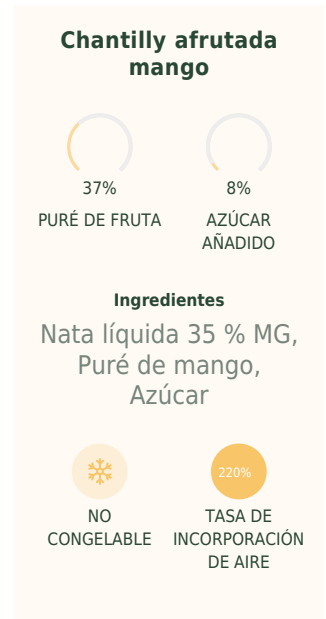 Chantilly afrutada
mango
37%
PURÉ DE FRUTA
8%
AZÚCAR
AÑADIDO
Ingredientes
Nata líquida 35 % MG,
Puré de mango,
Azúcar
NO
CONGELABLE
220%
TASA DE
INCORPORACIÓN
DE AIRE